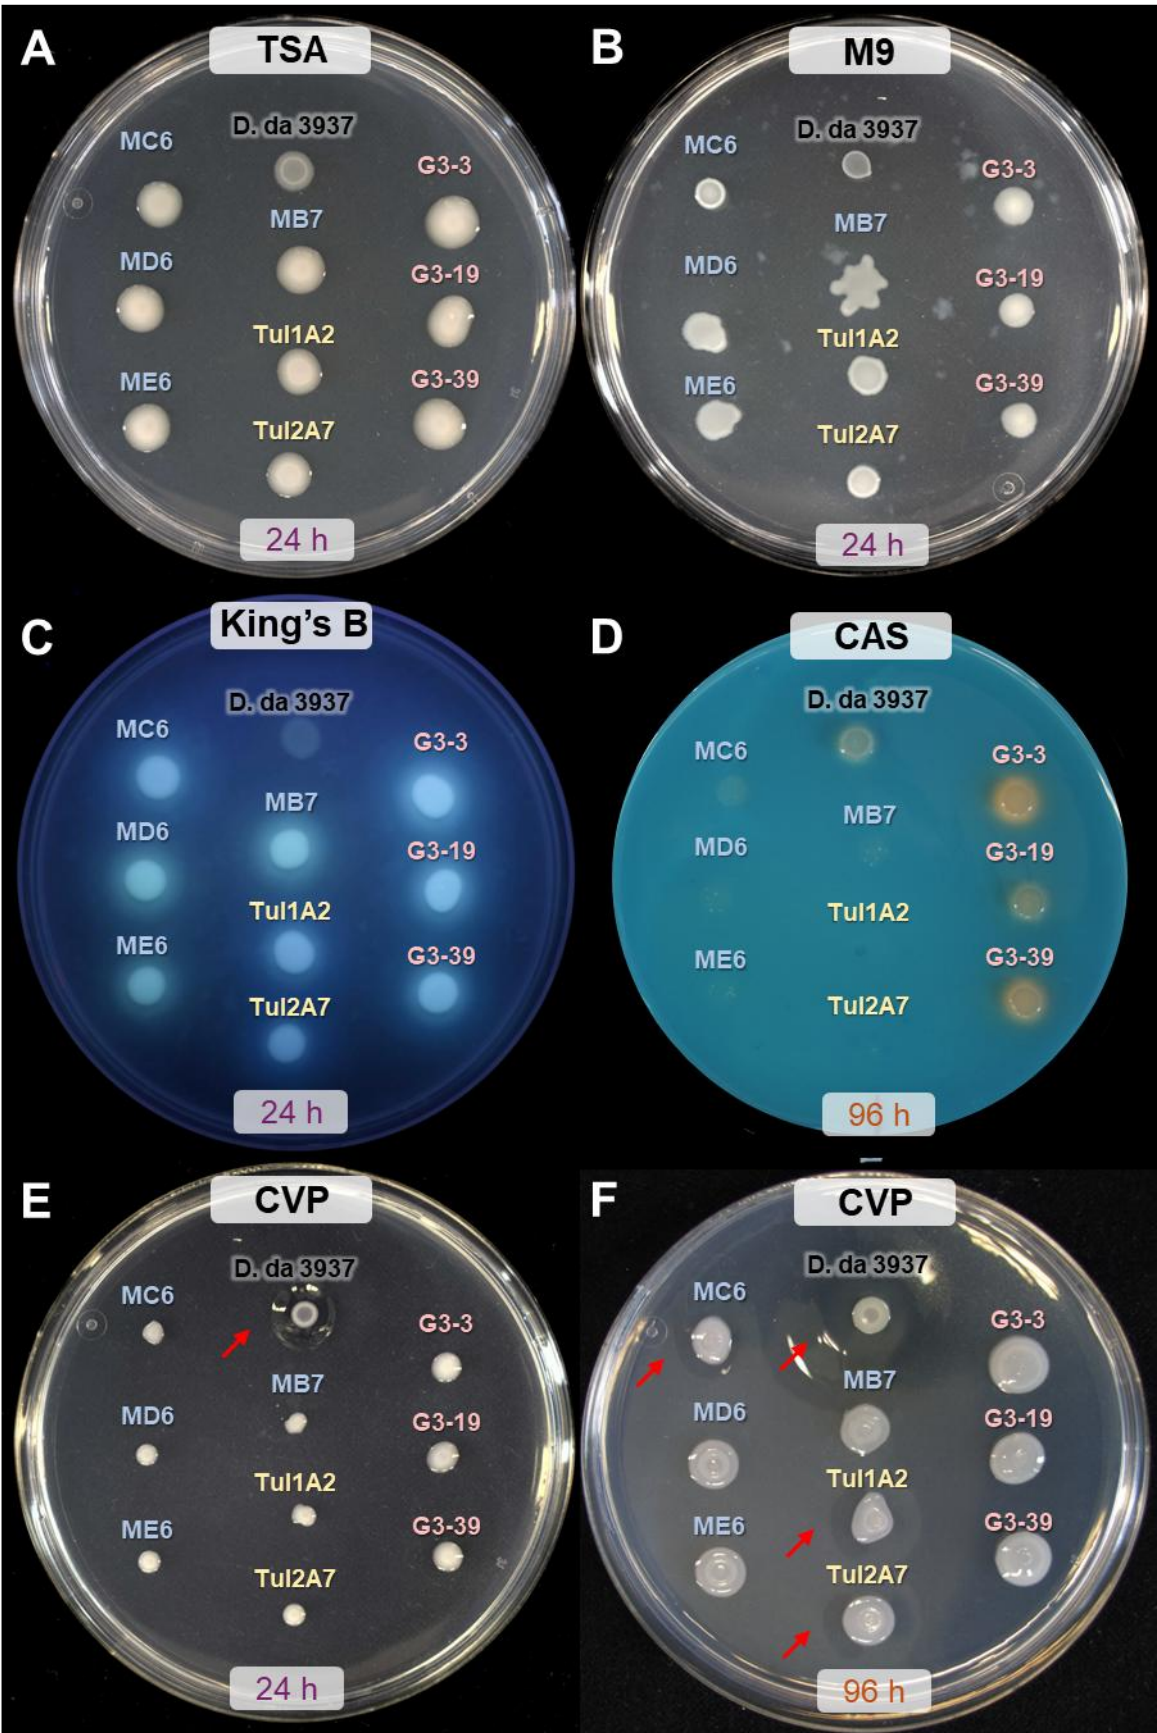 A
TSA
D. da 3937
MC6
G3-3
MB7
MD6
G3-19
Tul1A2
ME6
G3-39
Tul2A7
24 h
B
M9
D. da 3937
MC6
G3-3
MB7
MD6
G3-19
Tul1A2
ME6
G3-39
Tul2A7
24 h
C
King’s B
D. da 3937
MC6
G3-3
MB7
MD6
G3-19
Tul1A2
ME6
G3-39
Tul2A7
24 h
D
CAS
D. da 3937
MC6
G3-3
MB7
MD6
G3-19
Tul1A2
ME6
G3-39
Tul2A7
96 h
E
CVP
D. da 3937
MC6
G3-3
MB7
MD6
G3-19
Tul1A2
ME6
G3-39
Tul2A7
24 h
F
CVP
D. da 3937
MC6
G3-3
MB7
MD6
G3-19
Tul1A2
ME6
G3-39
Tul2A7
96 h